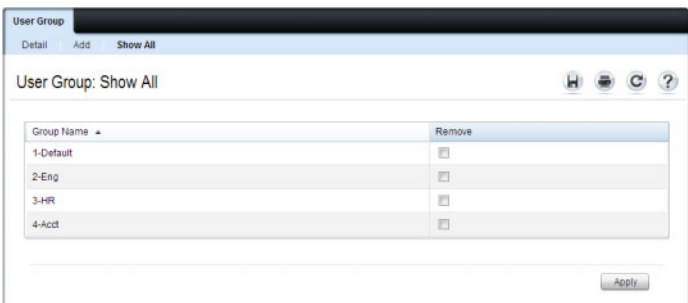 User Group
Detail Add Show All
User Group: Show All
Group Name Remove
1-Default
2-Eng
3-HR
4-Acct
Apply